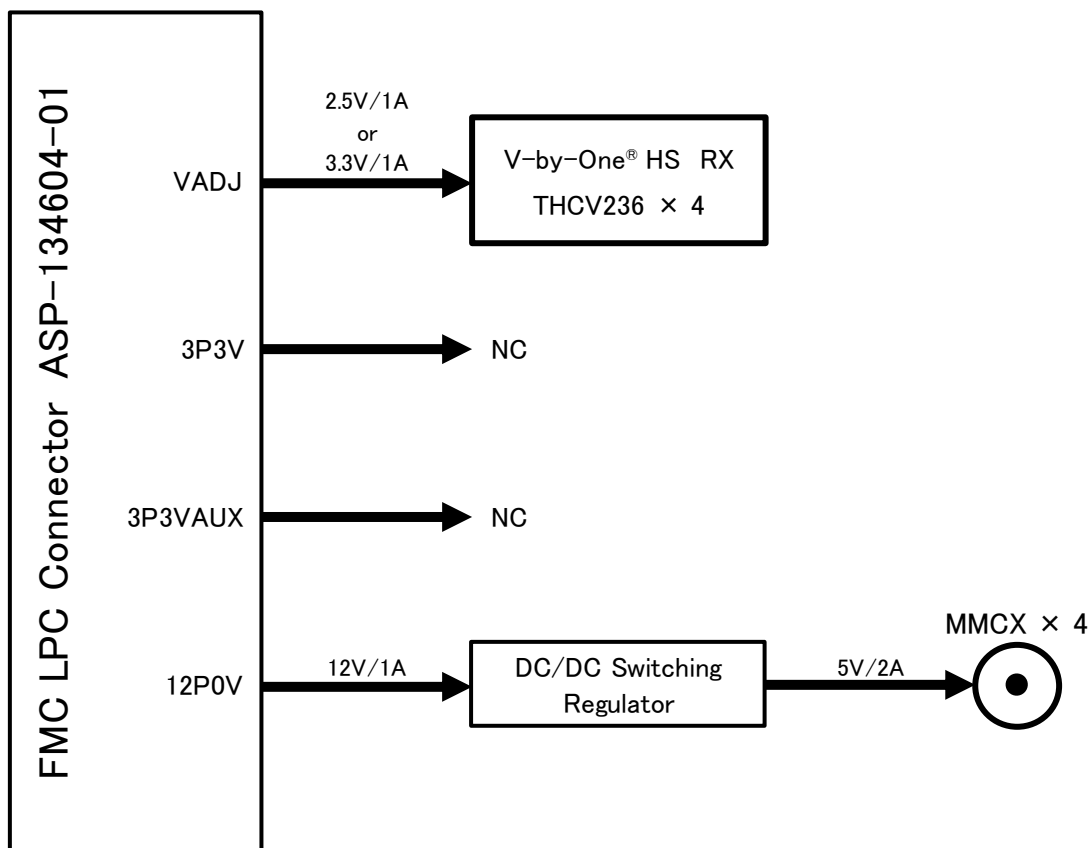 FMC LPC Connector ASP-134604-01
VADJ
2.5V/1A
or
3.3V/1A
V-by-One® HS RX
THCV236 × 4
3P3V
NC
3P3VAUX
NC
12P0V
12V/1A
DC/DC Switching
Regulator
5V/2A
MMCX × 4